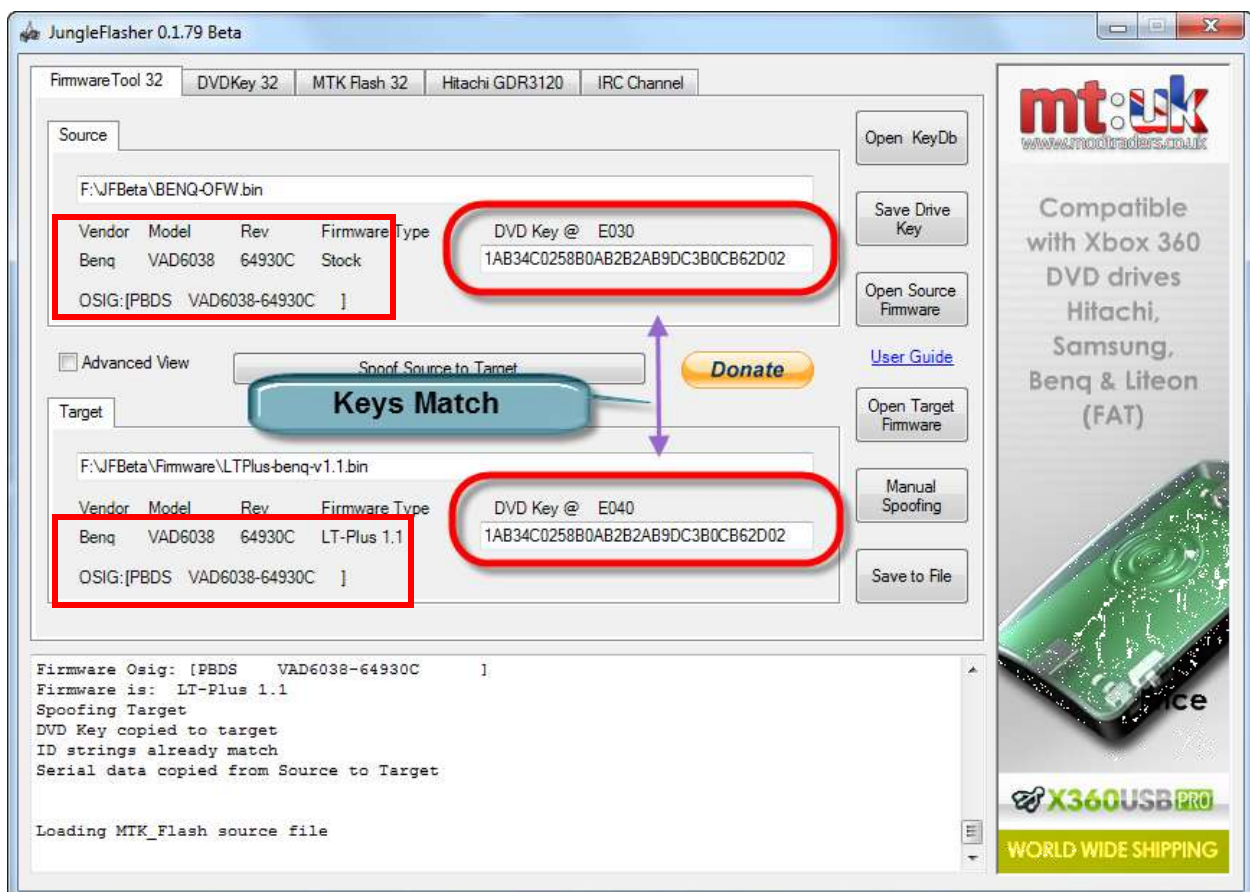 JungleFlasher 0.1.79 Beta
FirmwareTool 32 DVDKey 32 MTK Flash 32 Hitachi GDR3120 IRC Channel
Source
F:\JFBeta\BENQ-OFW.bin
Vendor Model Rev Firmware Type DVD Key @ E030
Benq VAD6038 64930C Stock 1AB34C0258B0AB2B2AB9DC3B0CB62D02
OSIG:[PBDS VAD6038-64930C ]
Open KeyDb
Save Drive
Key
Open Source
Firmware
Advanced View Spoof Source to Target Donate User Guide
Keys Match
Target
F:\JFBeta\Firmware\LTPlus-benq-v1.1.bin
Vendor Model Rev Firmware Type DVD Key @ E040
Benq VAD6038 64930C LT-Plus 1.1 1AB34C0258B0AB2B2AB9DC3B0CB62D02
OSIG:[PBDS VAD6038-64930C ]
Open Target
Firmware
Manual
Spoofing
Save to File
Firmware Osig: [PBDS VAD6038-64930C ]
Firmware is: LT-Plus 1.1
Spoofing Target
DVD Key copied to target
ID strings already match
Serial data copied from Source to Target
Loading MTK_Flash source file
mt:uk
www.modtraders.co.uk
Compatible
with Xbox 360
DVD drives
Hitachi,
Samsung,
Benq & Liteon
(FAT)
X360USB PRO
WORLD WIDE SHIPPING